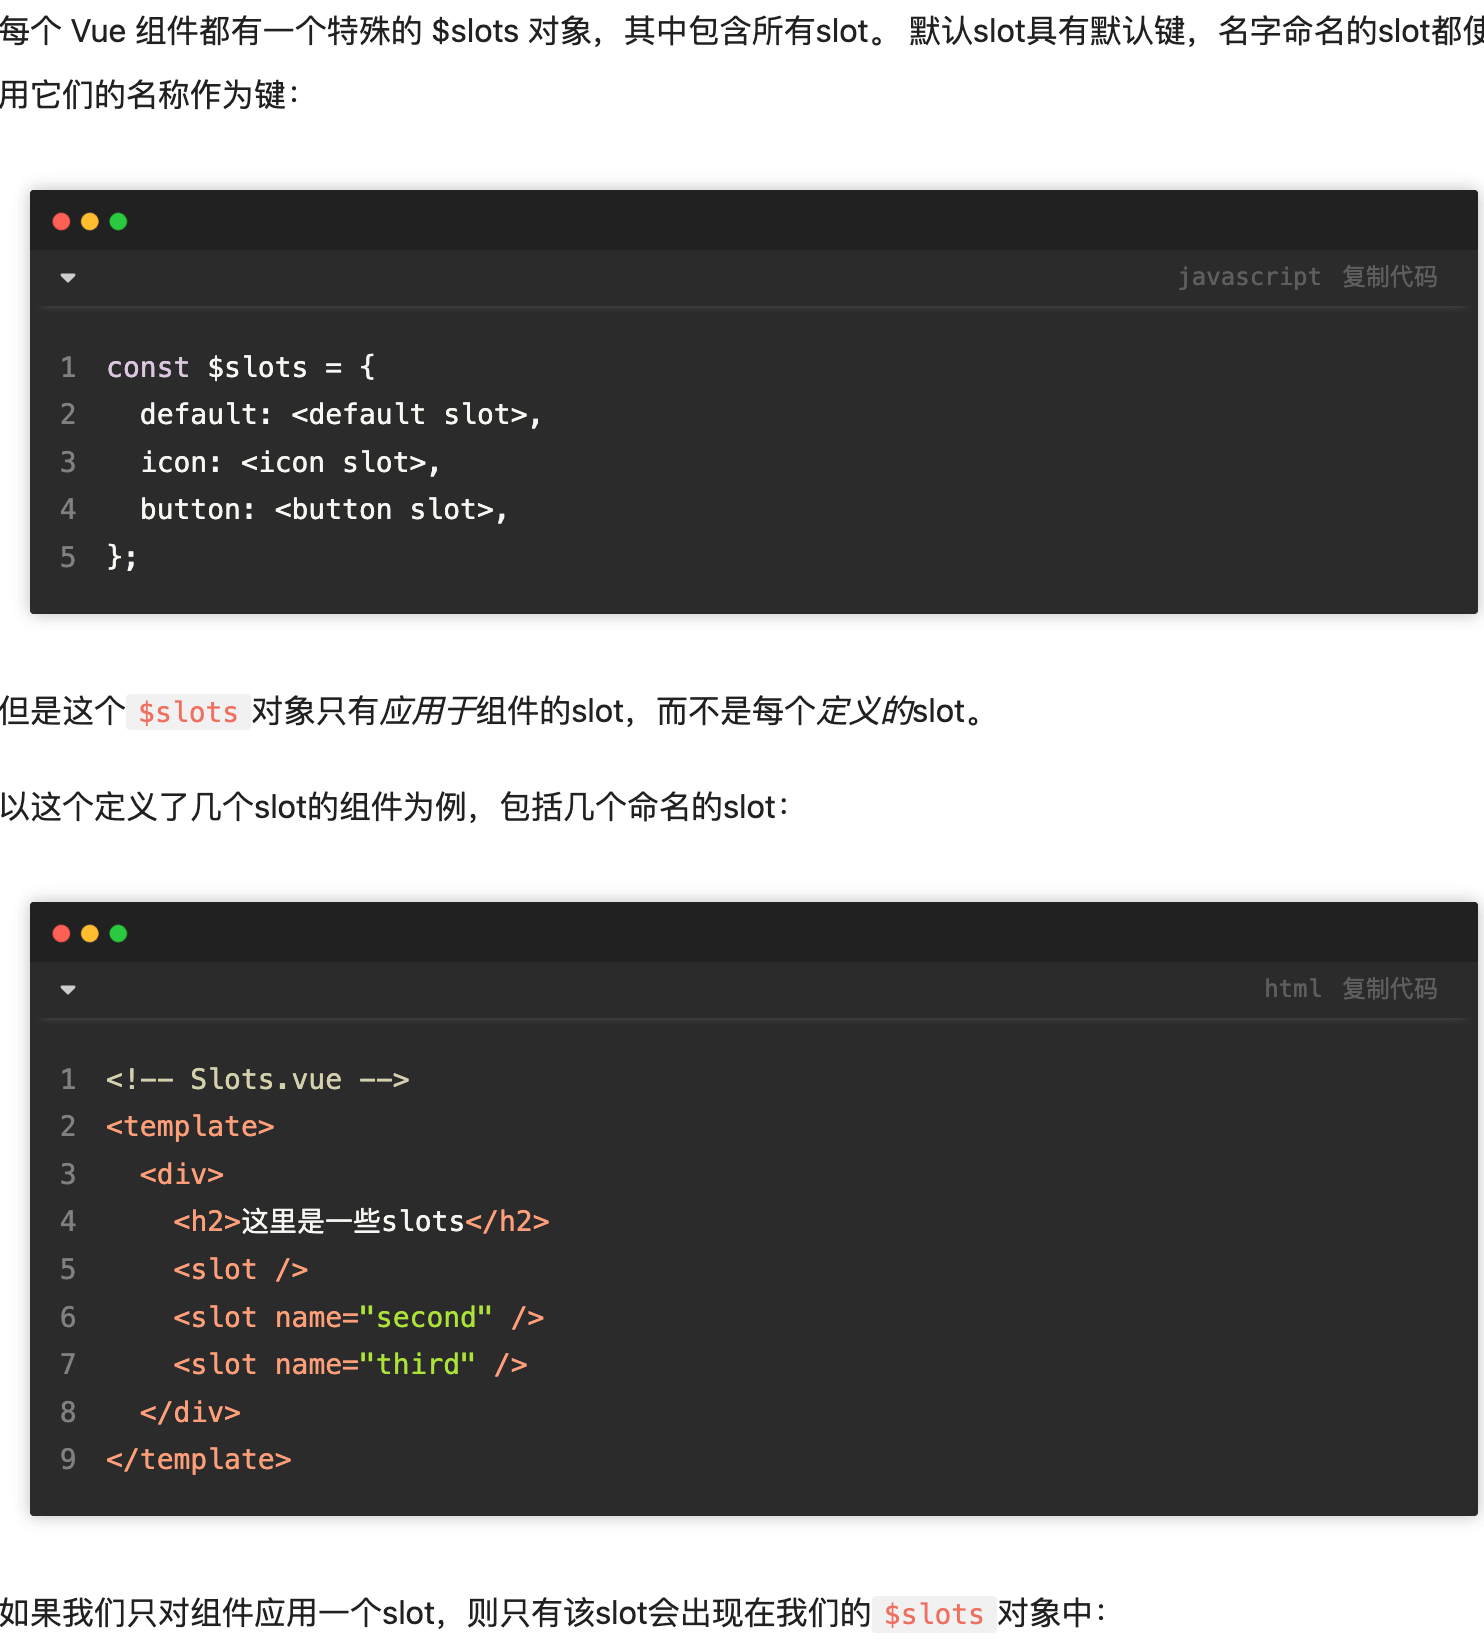 每个 Vue 组件都有一个特殊的 $slots 对象，其中包含所有slot。 默认slot具有默认键，名字命名的slot都使
用它们的名称作为键：
javascript 复制代码
1 const $slots = {
2   default: <default slot>,
3   icon: <icon slot>,
4   button: <button slot>,
5 };
但是这个 $slots 对象只有应用于组件的slot，而不是每个定义的slot。
以这个定义了几个slot的组件为例，包括几个命名的slot：
html 复制代码
1 <!-- Slots.vue -->
2 <template>
3   <div>
4     <h2>这里是一些slots</h2>
5     <slot />
6     <slot name="second" />
7     <slot name="third" />
8   </div>
9 </template>
如果我们只对组件应用一个slot，则只有该slot会出现在我们的 $slots 对象中：